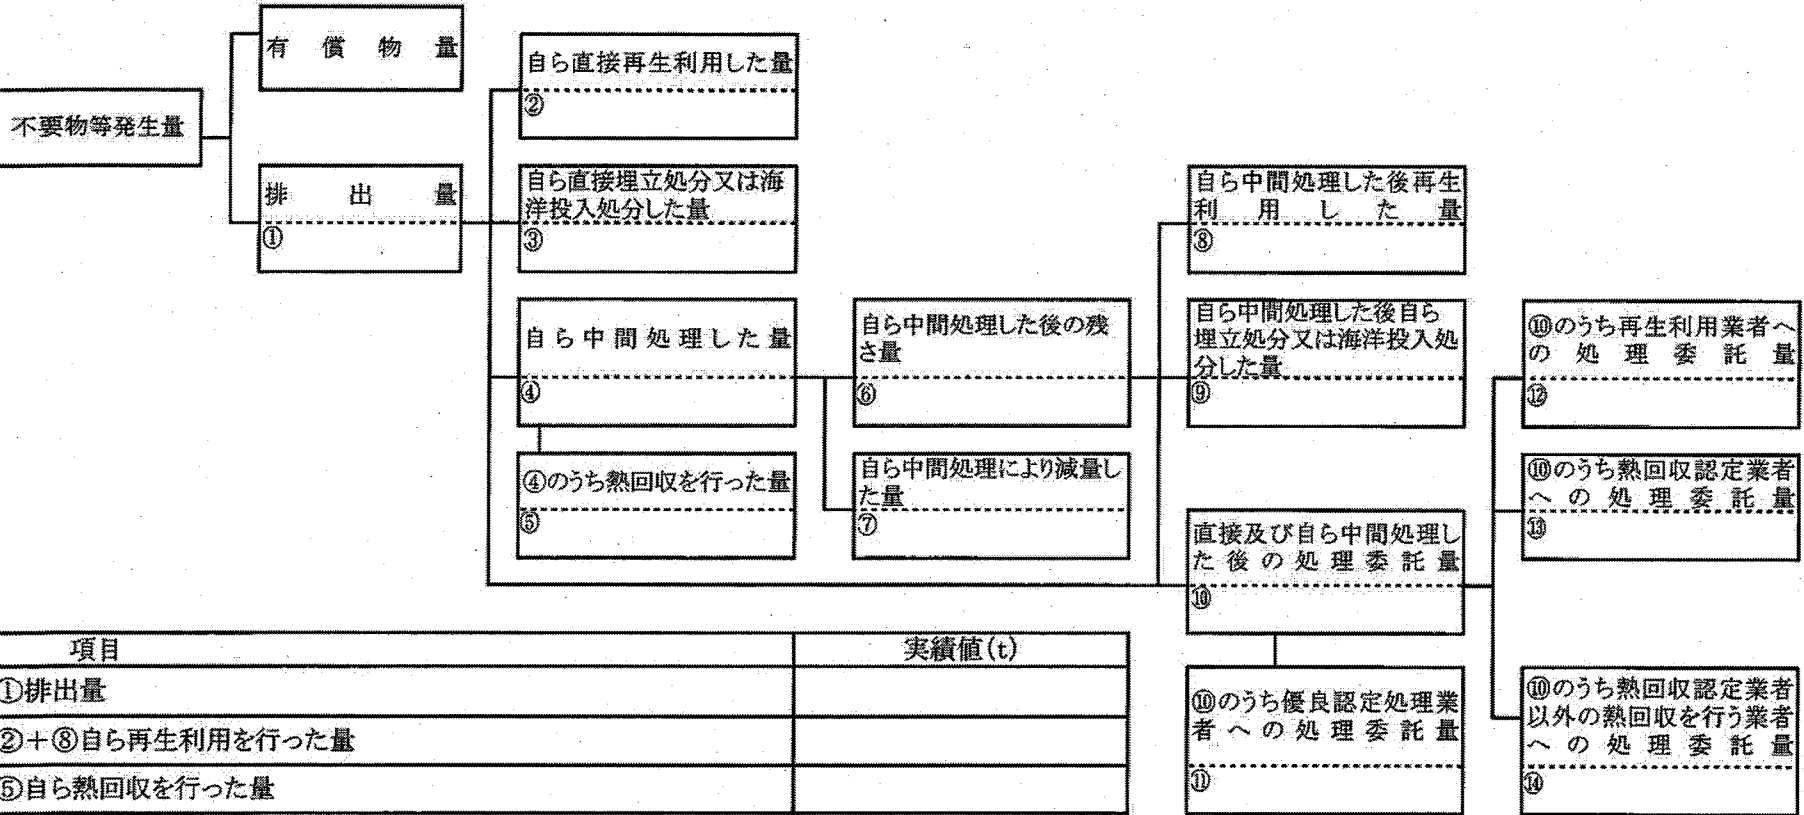 有償物量
不要物等発生量
排出量
①
自ら直接再生利用した量
②
自ら直接埋立処分又は海
洋投入処分した量
③
自ら中間処理した量
④
④のうち熱回収を行った量
⑤
自ら中間処理した後の残
さ量
⑥
自ら中間処理により減量し
た量
⑦
自ら中間処理した後再生
利用した量
⑧
自ら中間処理した後自ら
埋立処分又は海洋投入処
分した量
⑨
直接及び自ら中間処理し
た後の処理委託量
⑩
⑩のうち優良認定処理業
者への処理委託量
⑪
⑩のうち再生利用業者へ
の処理委託量
⑫
⑩のうち熱回収認定業者
への処理委託量
⑬
⑩のうち熱回収認定業者
以外の熱回収を行う業者
への処理委託量
⑭
項目 実績値(t)
①排出量
②+⑧自ら再生利用を行った量
⑤自ら熱回収を行った量